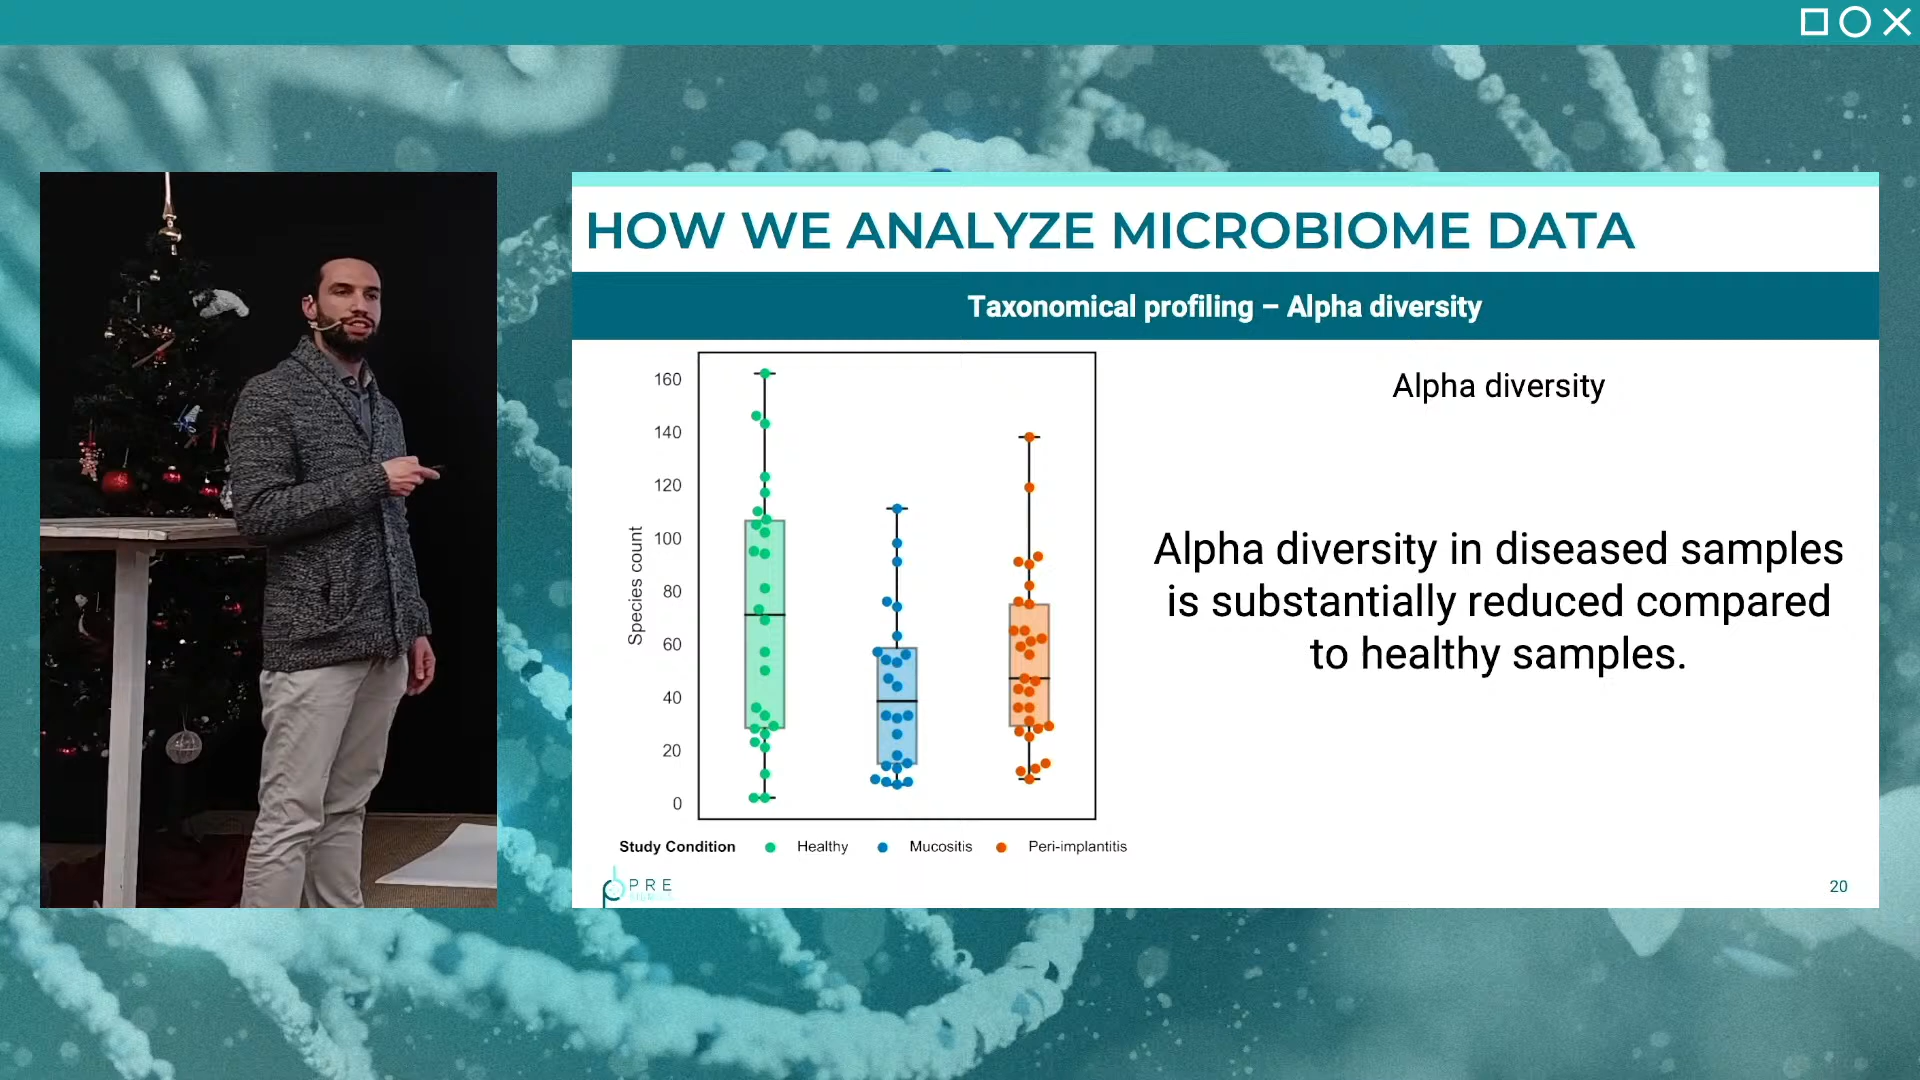 HOW WE ANALYZE MICROBIOME DATA
Taxonomical profiling – Alpha diversity
Alpha diversity
Alpha diversity in diseased samples
is substantially reduced compared
to healthy samples.
Species count
160
140
120
100
80
60
40
20
0
Study Condition Healthy Mucositis Peri-implantitis
PRE
20